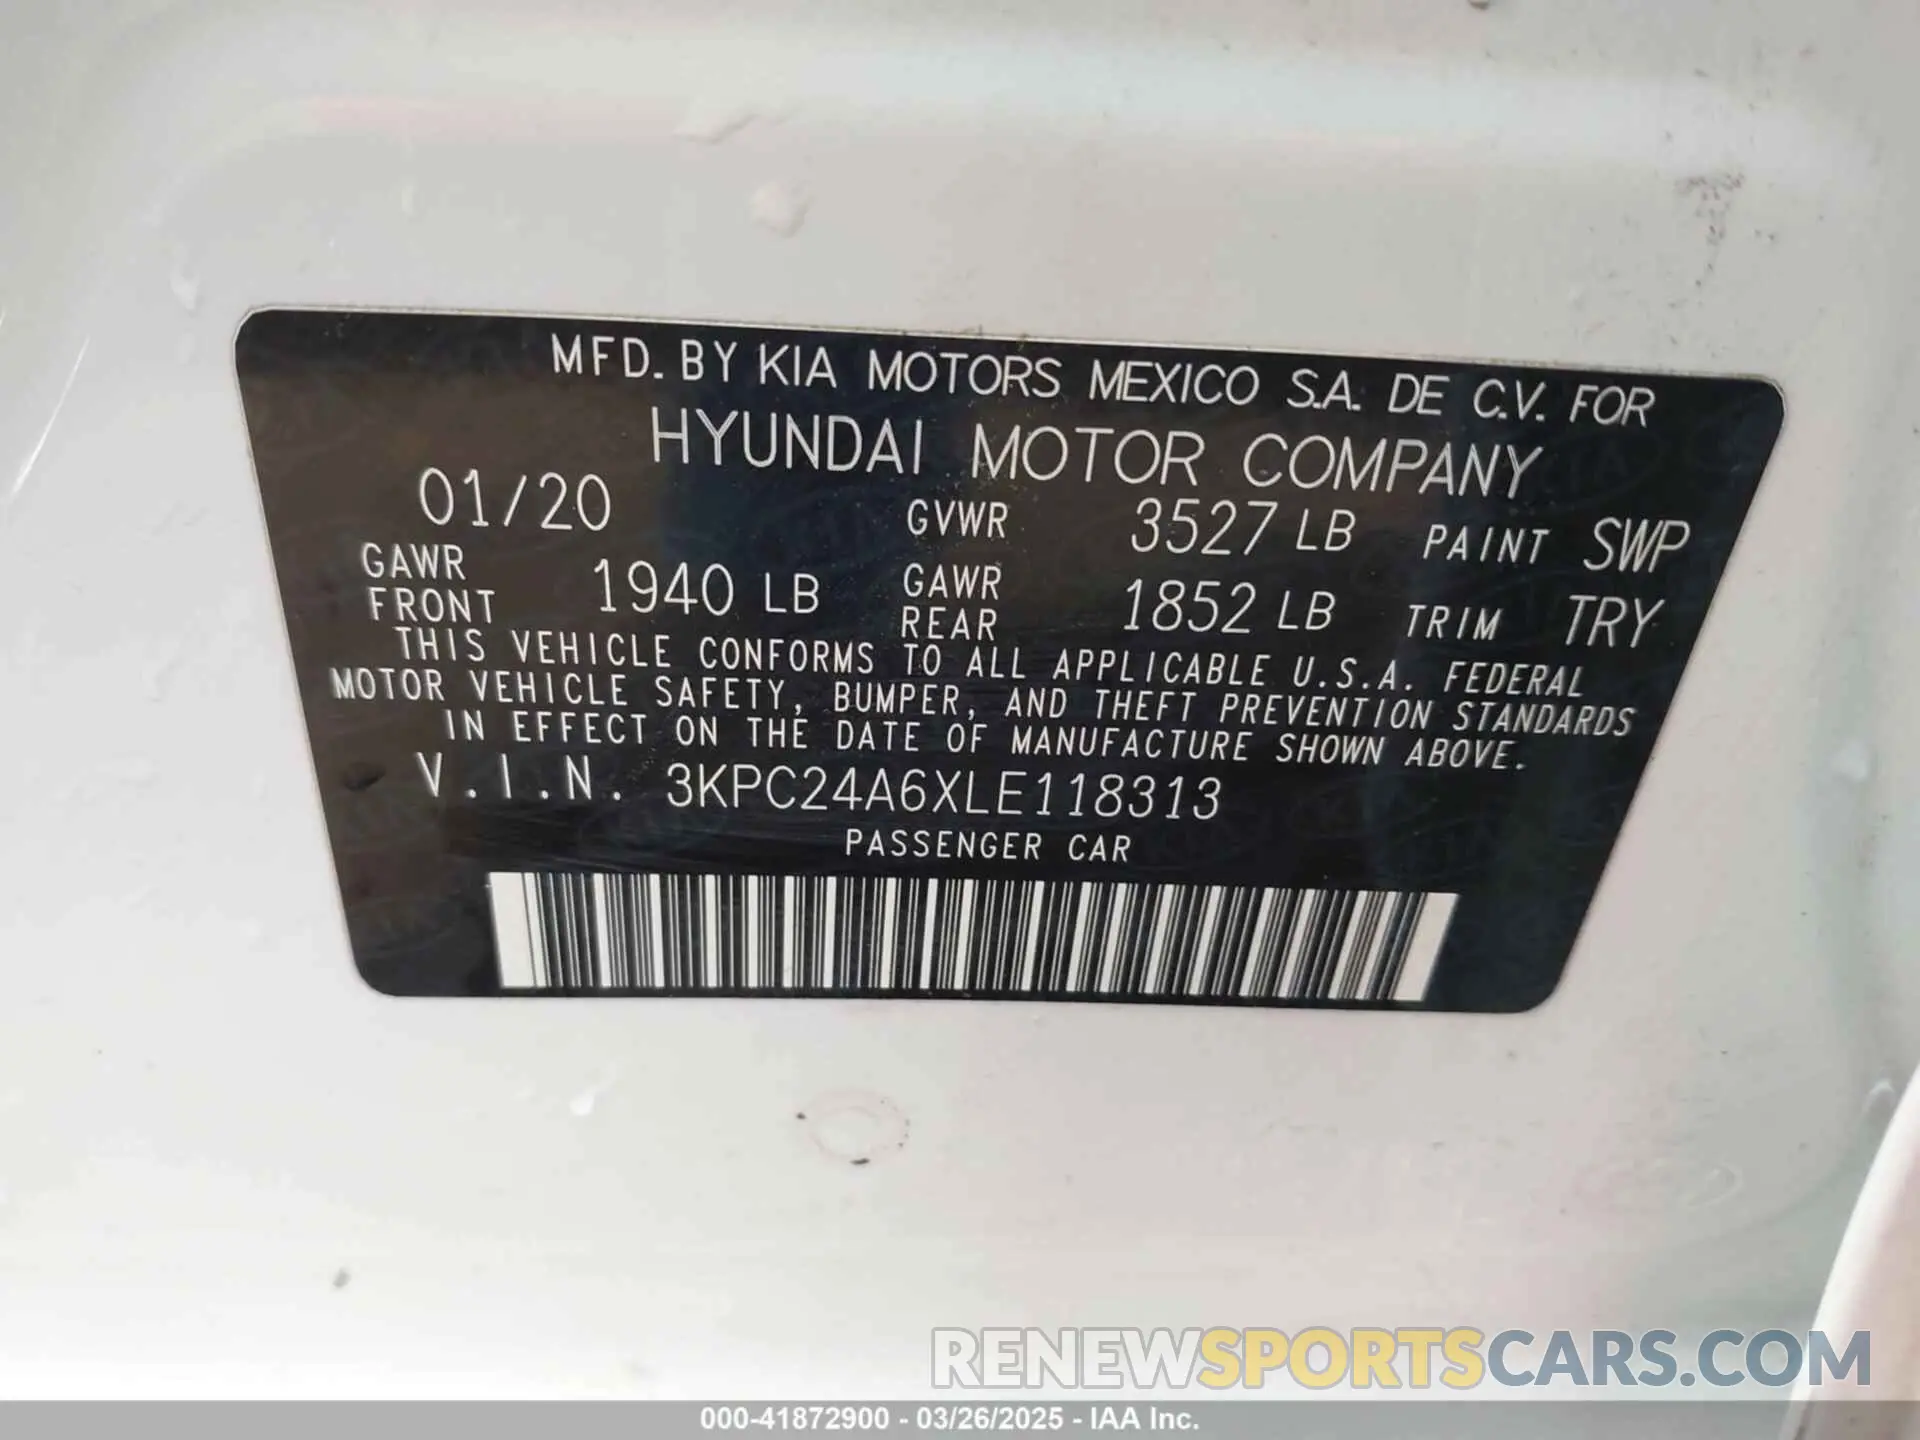 MFD. BY KIA MOTORS MEXICO S.A. DE C.V. FOR
HYUNDAI MOTOR COMPANY
01/20 GVWR 3527 LB PAINT SWP
GAWR FRONT 1940 LB GAWR REAR 1852 LB TRIM TRY
THIS VEHICLE CONFORMS TO ALL APPLICABLE U.S.A. FEDERAL
MOTOR VEHICLE SAFETY, BUMPER, AND THEFT PREVENTION STANDARDS
IN EFFECT ON THE DATE OF MANUFACTURE SHOWN ABOVE.
V.I.N. 3KPC24A6XLE118313
PASSENGER CAR
RENEWSPORTSCARS.COM
000-41872900 - 03/26/2025 - IAA Inc.